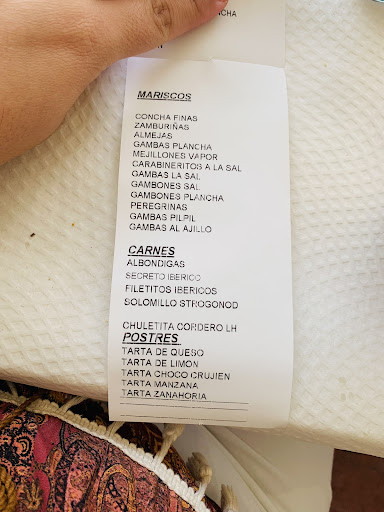 NCHA
MARISCOS
CONCHA FINAS
ZAMBURIÑAS
ALMEJAS
GAMBAS PLANCHA
MEJILLONES VAPOR
CARABINERITOS A LA SAL
GAMBAS LA SAL
GAMBONES SAL
GAMBONES PLANCHA
PEREGRINAS
GAMBAS PILPIL
GAMBAS AL AJILLO
CARNES
ALBONDIGAS
SECRETO IBERICO
FILETITOS IBERICOS
SOLOMILLO STROGONOD
CHULETITA CORDERO LH
POSTRES
TARTA DE QUESO
TARTA DE LIMON
TARTA CHOCO CRUJIEN
TARTA MANZANA
TARTA ZANAHORIA